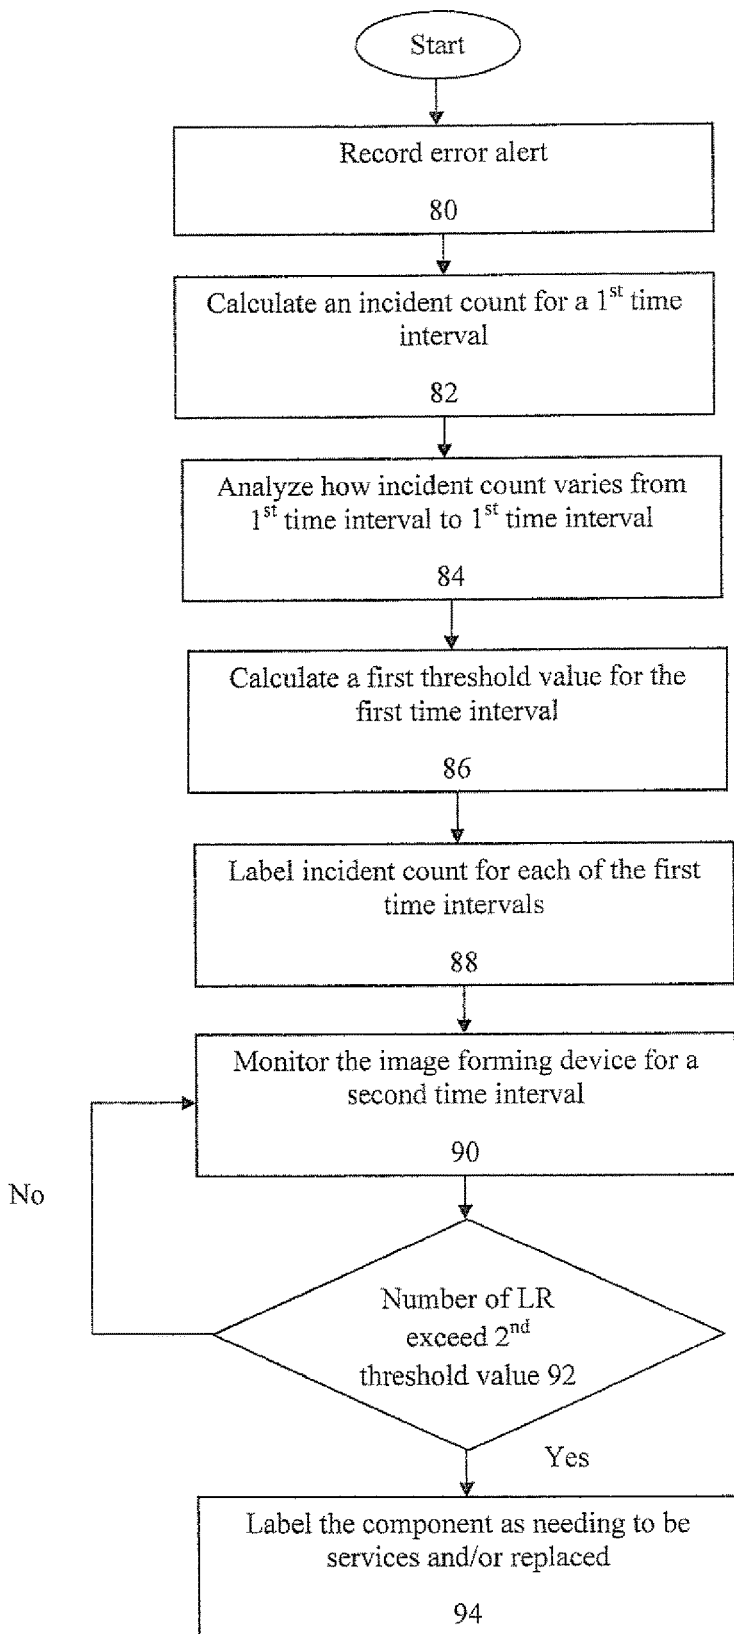 Start
Record error alert
80
Calculate an incident count for a 1st time
interval
82
Analyze how incident count varies from
1st time interval to 1st time interval
84
Calculate a first threshold value for the
first time interval
86
Label incident count for each of the first
time intervals
88
Monitor the image forming device for a
second time interval
90
No
Number of LR
exceed 2nd
threshold value 92
Yes
Label the component as needing to be
services and/or replaced
94